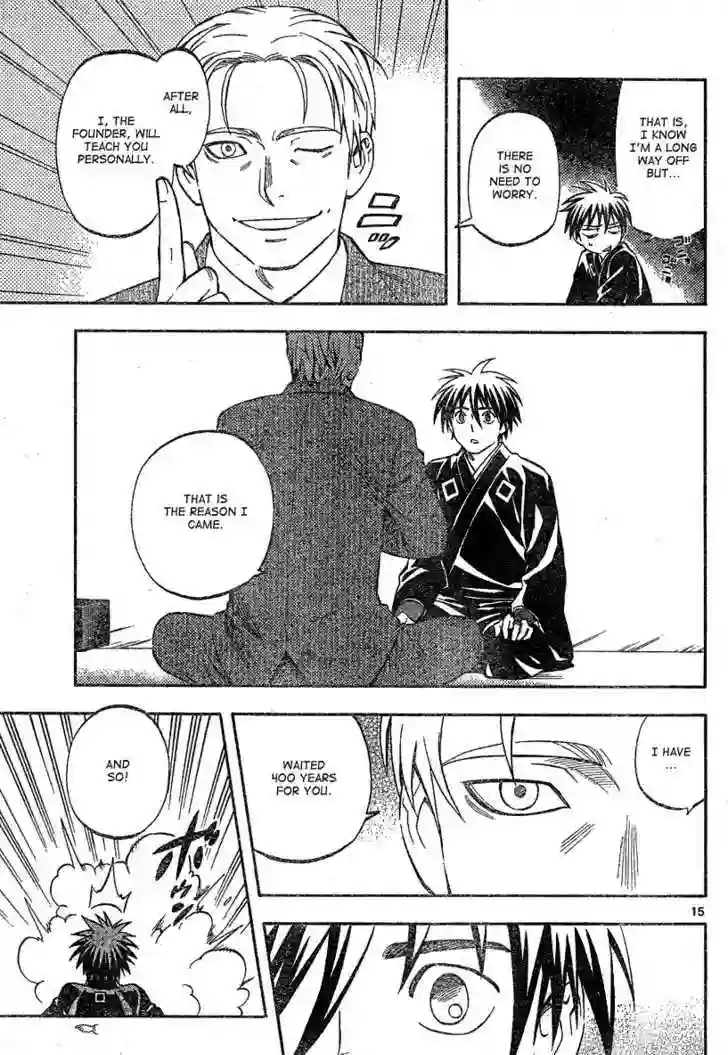 THAT IS,
I KNOW
I'M A LONG
WAY OFF
BUT...
THERE
IS NO
NEED TO
WORRY.
AFTER
ALL,
I, THE
FOUNDER, WILL
TEACH YOU
PERSONALLY.
THAT IS
THE REASON I
CAME.
I HAVE
...
WAITED
400 YEARS
FOR YOU.
15
AND
SO!